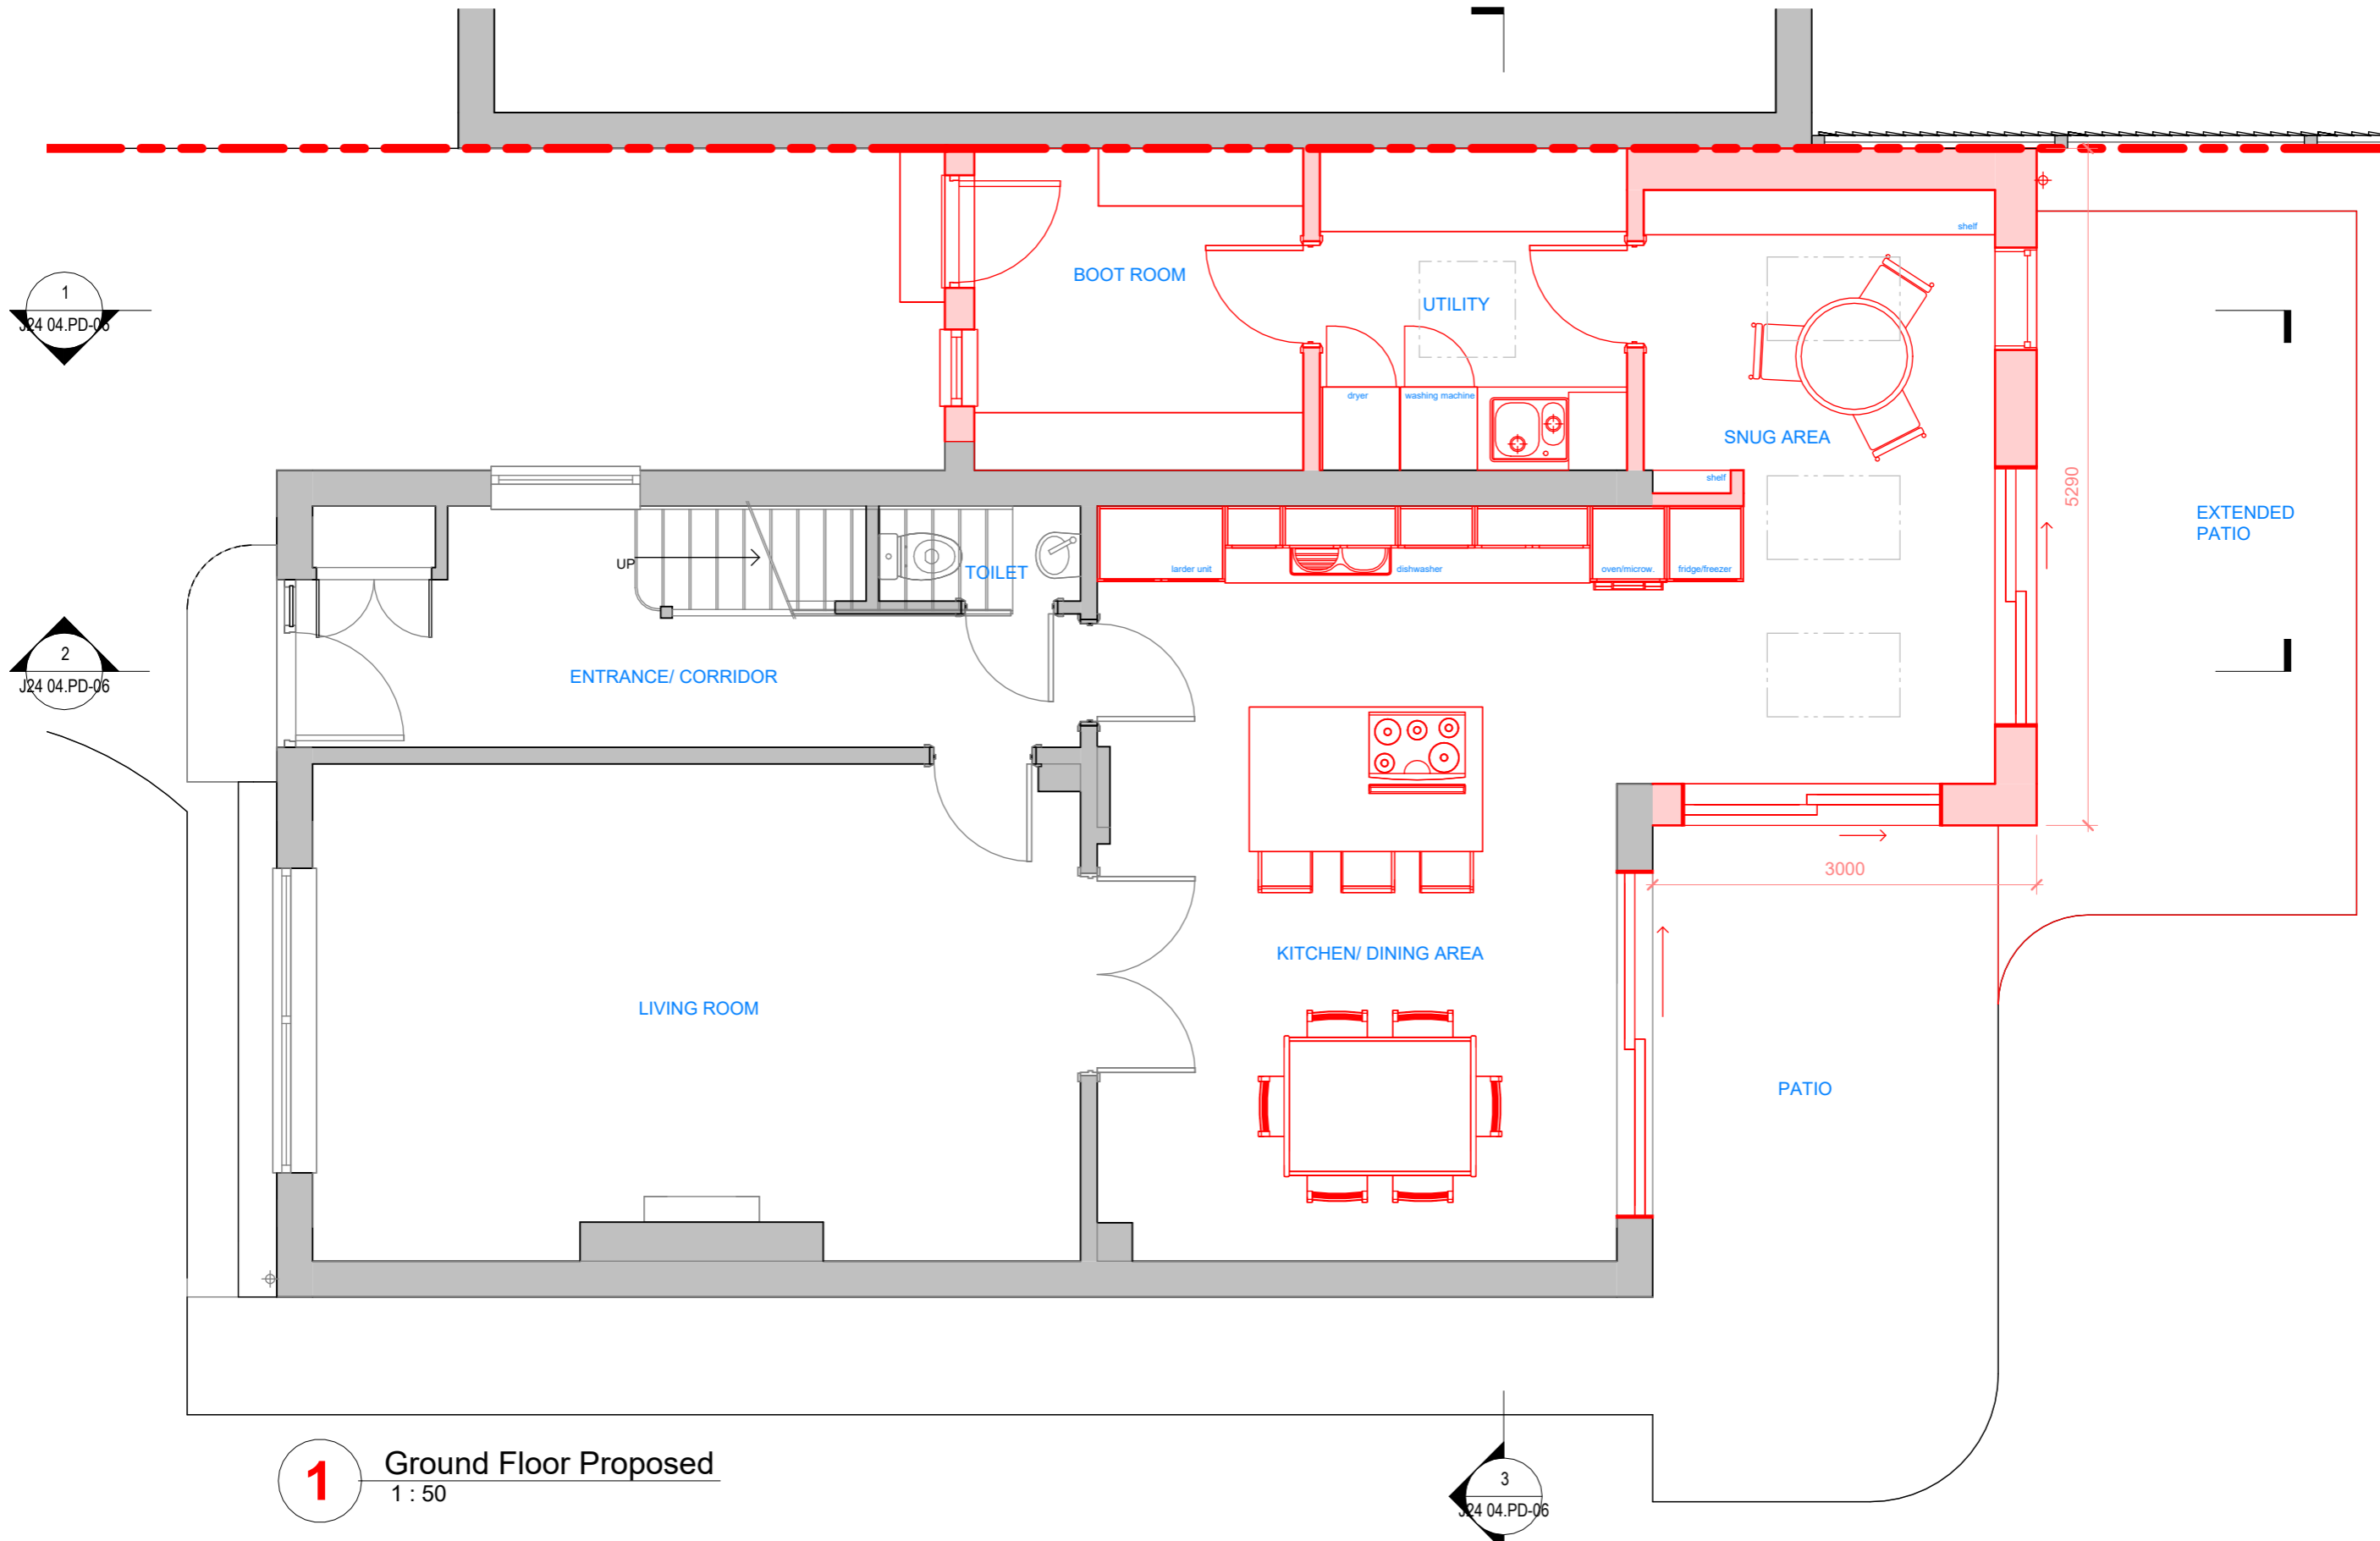 1
J24 04.PD-06
BOOT ROOM
UTILITY
shelf
dryer
washing machine
SNUG AREA
shelf
5290
EXTENDED
PATIO
UP
TOILET
larder unit
dishwasher
oven/microw.
fridge/freezer
2
J24 04.PD-06
ENTRANCE/ CORRIDOR
3000
KITCHEN/ DINING AREA
LIVING ROOM
PATIO
1
Ground Floor Proposed
1 : 50
3
J24 04.PD-06